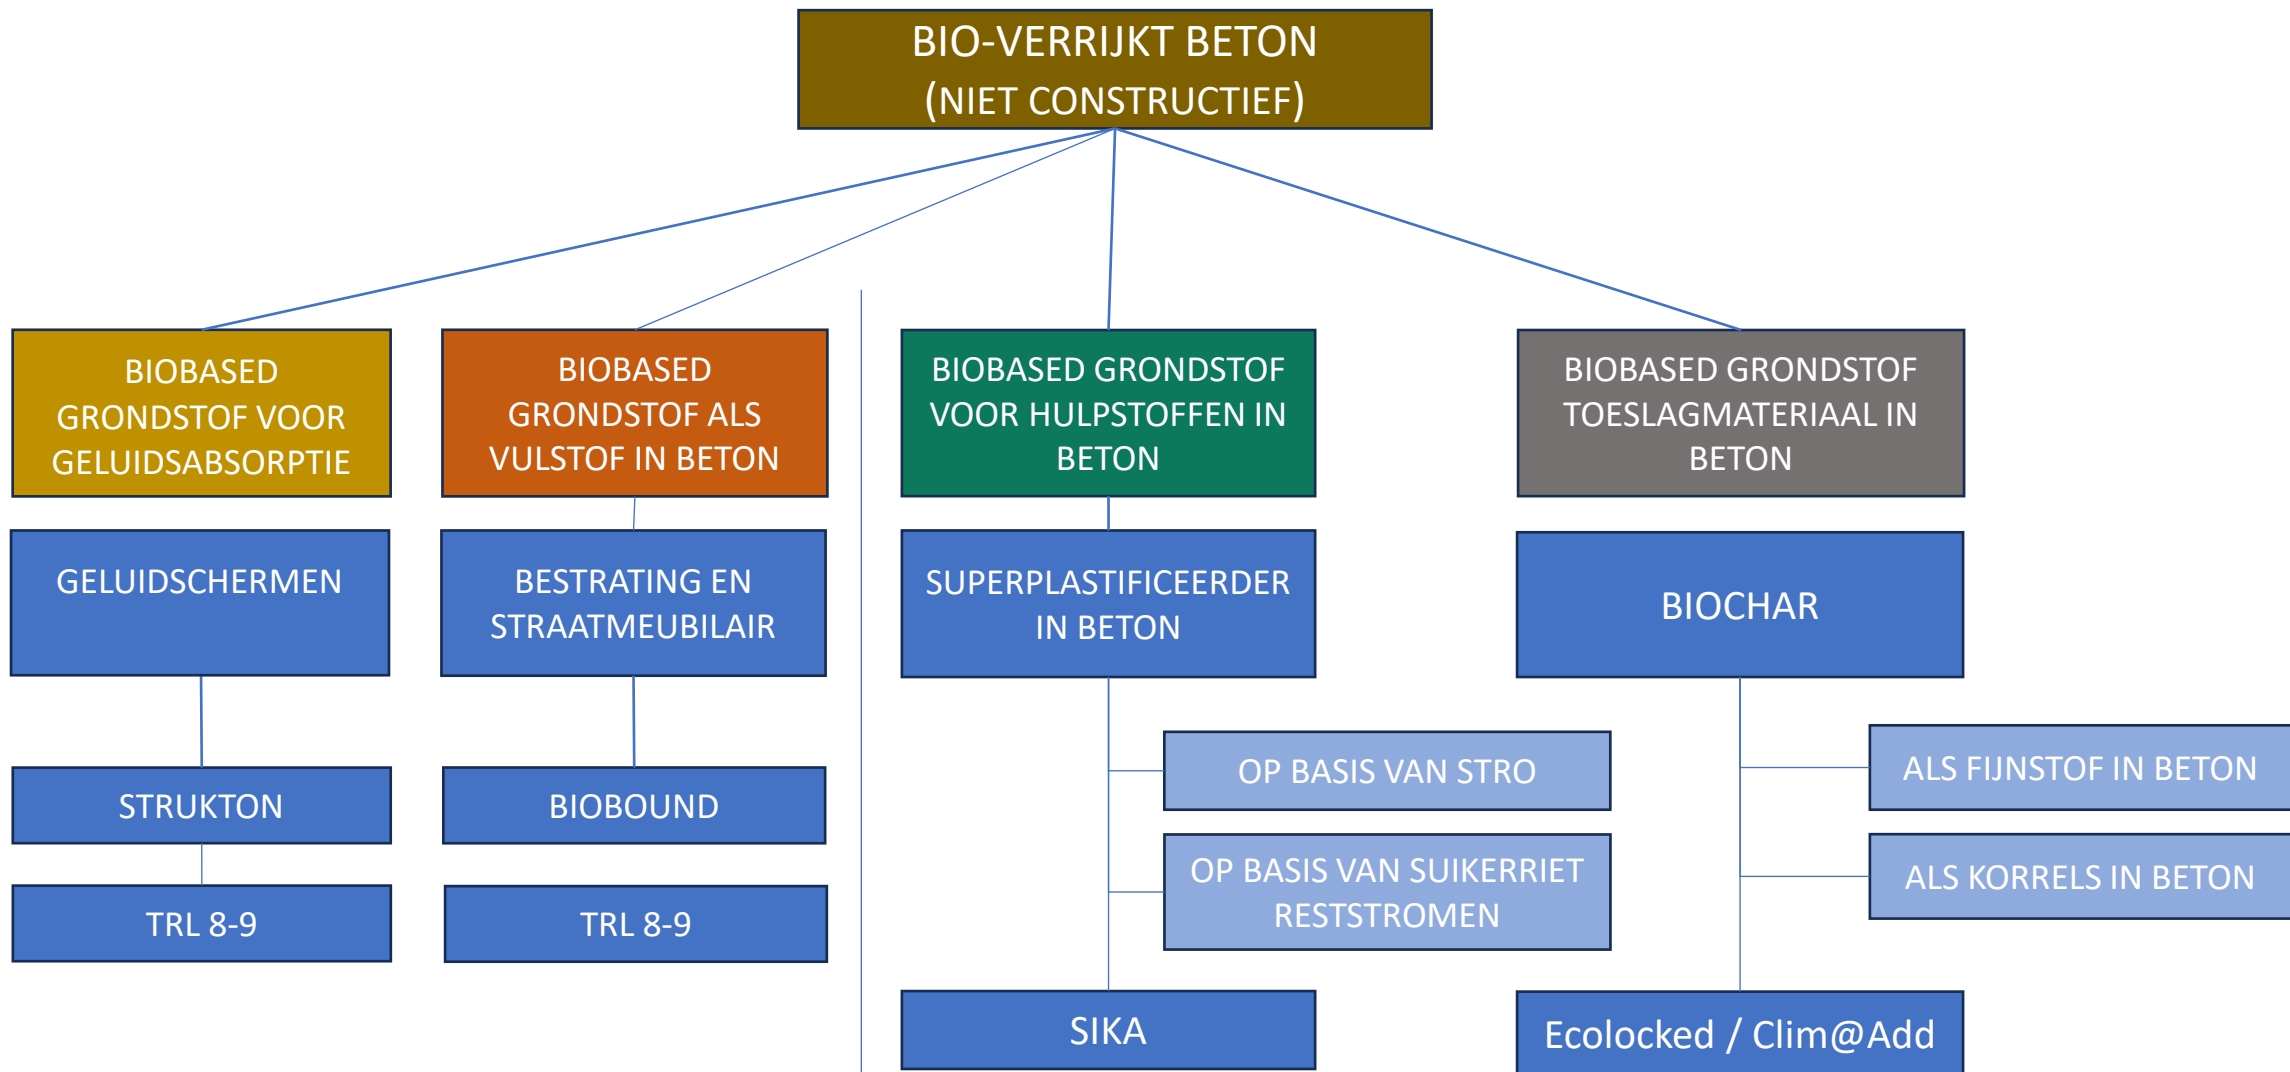 BIO-VERRIJKT BETON
(NIET CONSTRUCTIEF)
BIOBASED
GRONDSTOF VOOR
GELUIDSABSORPTIE
BIOBASED
GRONDSTOF ALS
VULSTOF IN BETON
BIOBASED GRONDSTOF
VOOR HULPSTOFFEN IN
BETON
BIOBASED GRONDSTOF
TOESLAGMATERIAAL IN
BETON
GELUIDSCHERMEN
BESTRATING EN
STRAATMEUBILAIR
SUPERPLASTIFICEERDER
IN BETON
BIOCHAR
OP BASIS VAN STRO
ALS FIJNSTOF IN BETON
STRUKTON
BIOBOUND
OP BASIS VAN SUIKERRIET
RESTSTROMEN
ALS KORRELS IN BETON
TRL 8-9
TRL 8-9
SIKA
Ecolocked / Clim@Add